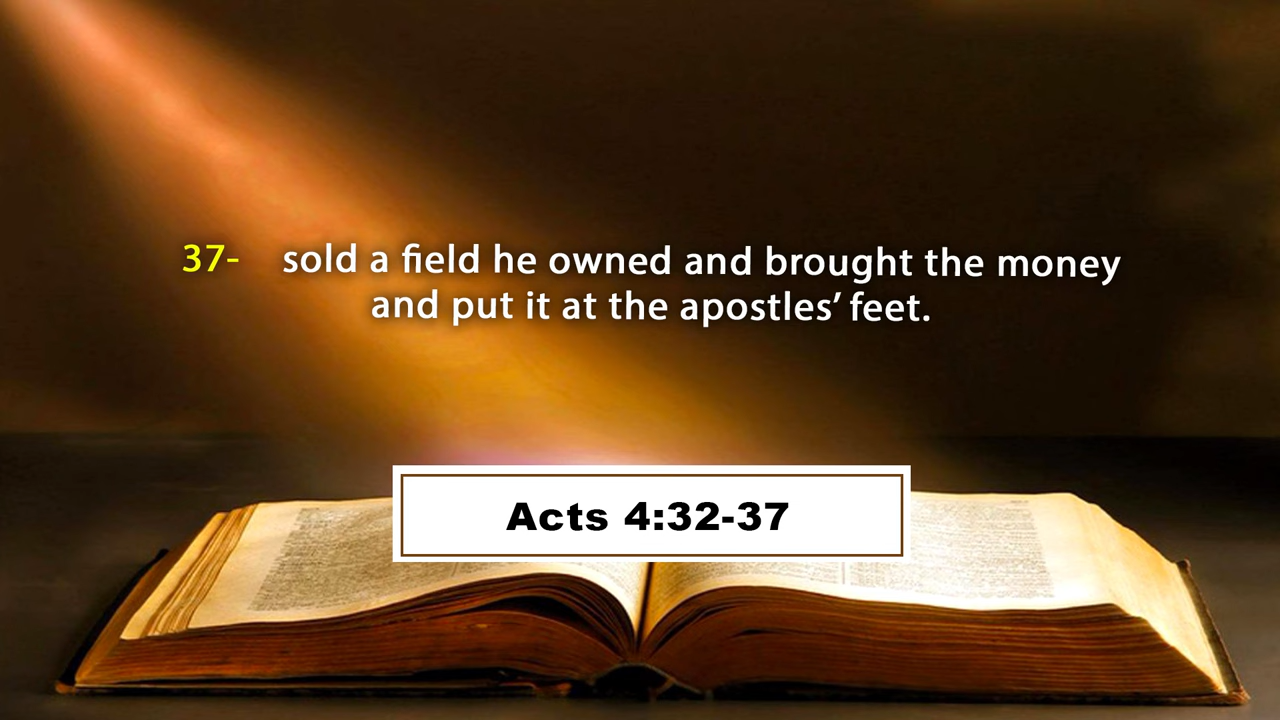 37- sold a field he owned and brought the money
and put it at the apostles’ feet.
Acts 4:32-37